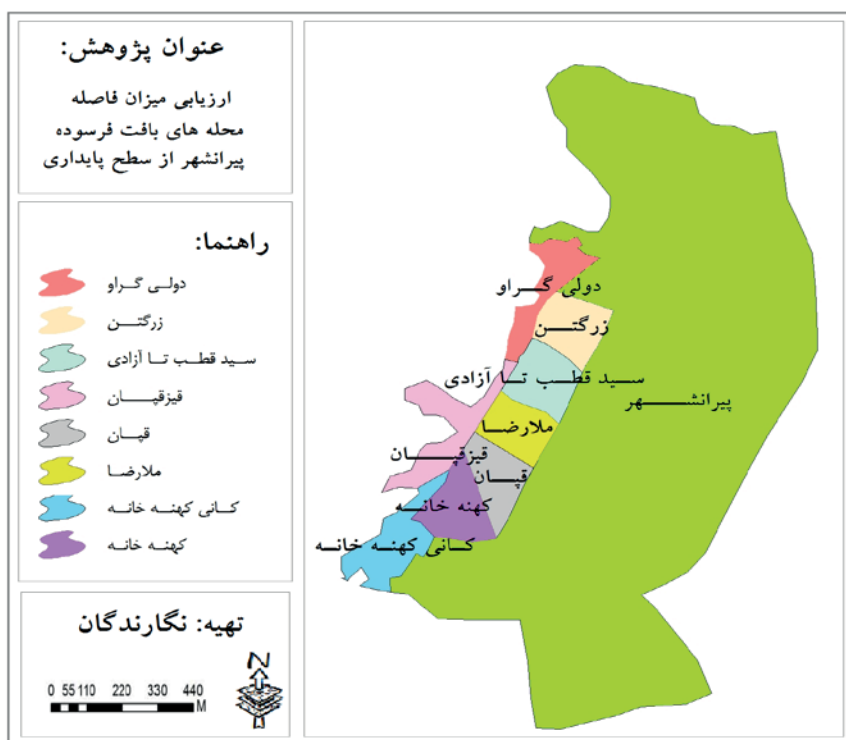 عنوان پژوهش:
ارزیابی میزان فاصله
محله های بافت فرسوده
پیرانشهر از سطح پایداری
راهنما:
دولی گراو
زرگتن
سید قطب تا آزادی
قیزقپان
قپان
ملارضا
کانی کهنه خانه
کهنه خانه
تهیه: نگارندگان
N
0 55 110 220 330 440
M
دولی گراو
زرگتن
سید قطب تا آزادی
پیرانشهر
ملارضا
قیزقپان
قپان
کهنه خانه
کانی کهنه خانه